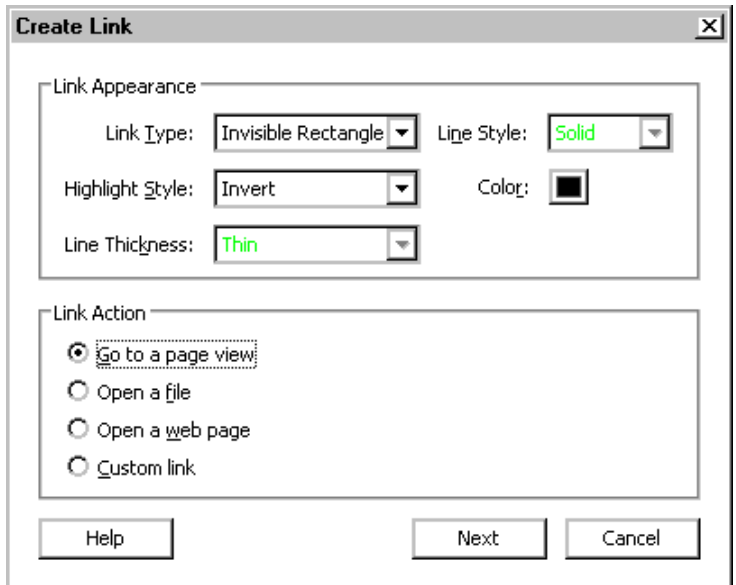 Create Link
Link Appearance
Link Type: Invisible Rectangle Line Style: Solid
Highlight Style: Invert Color:
Line Thickness: Thin
Link Action
Go to a page view
Open a file
Open a web page
Custom link
Help Next Cancel